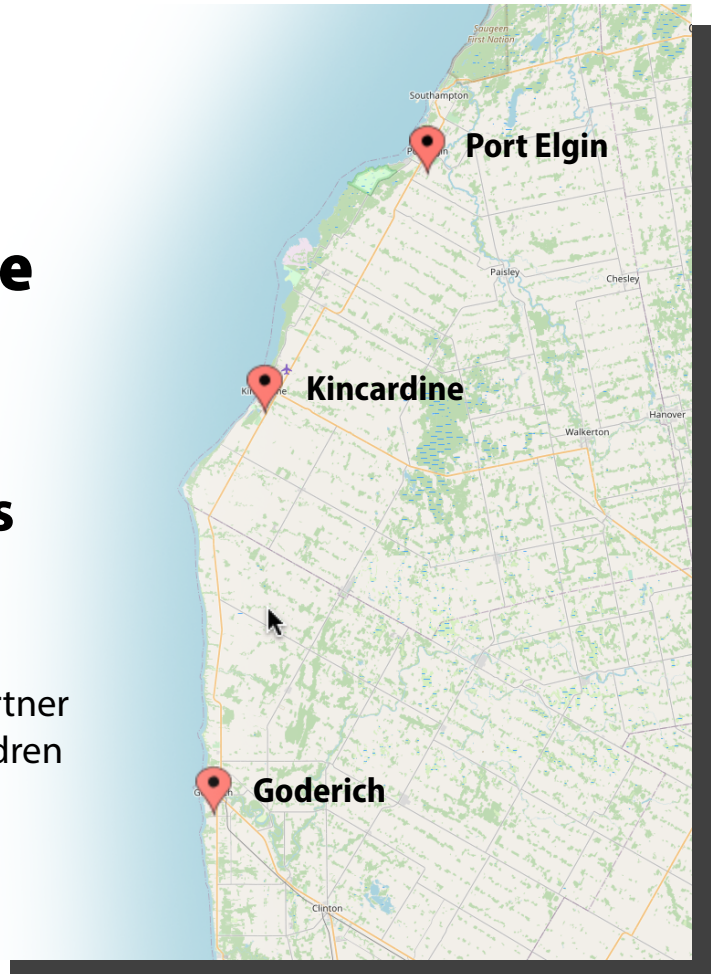 Saugeen
First Nation
Southampton
Port Elgin
e
Paisley
Chesley
Kincardine
Hanover
Walkerton
s
rtner
dren
Goderich
Clinton